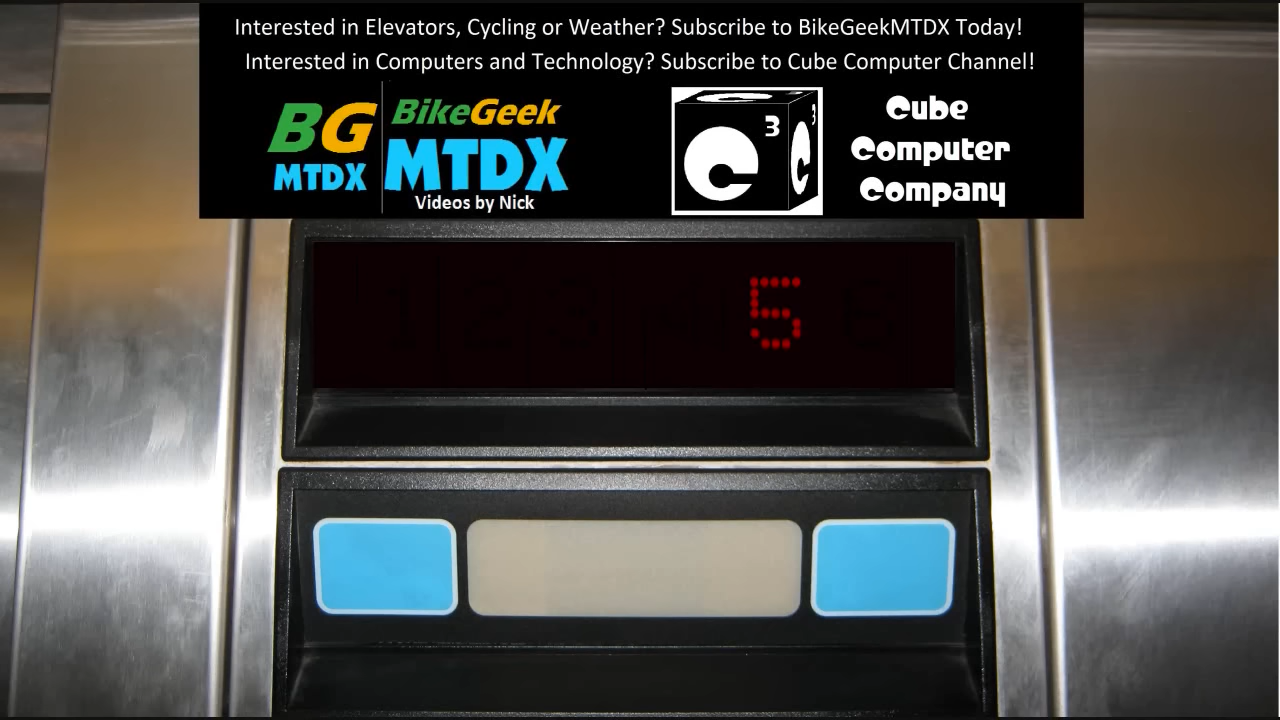 Interested in Elevators, Cycling or Weather? Subscribe to BikeGeekMTDX Today!
Interested in Computers and Technology? Subscribe to Cube Computer Channel!
BG
MTDX
BikeGeek
MTDX
Videos by Nick
C 3
C 3
Cube
Computer
Company
5